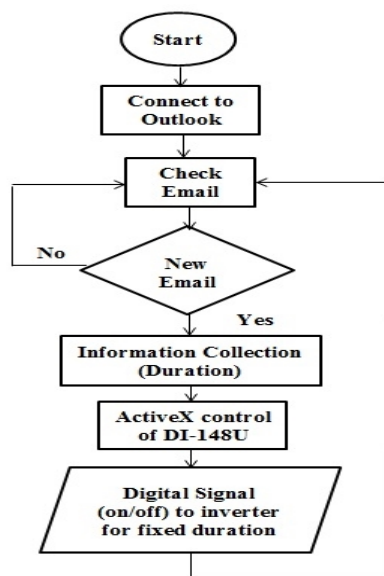 Start
Connect to
Outlook
Check
Email
No
New
Email
Yes
Information Collection
(Duration)
ActiveX control
of DI-148U
Digital Signal
(on/off) to inverter
for fixed duration